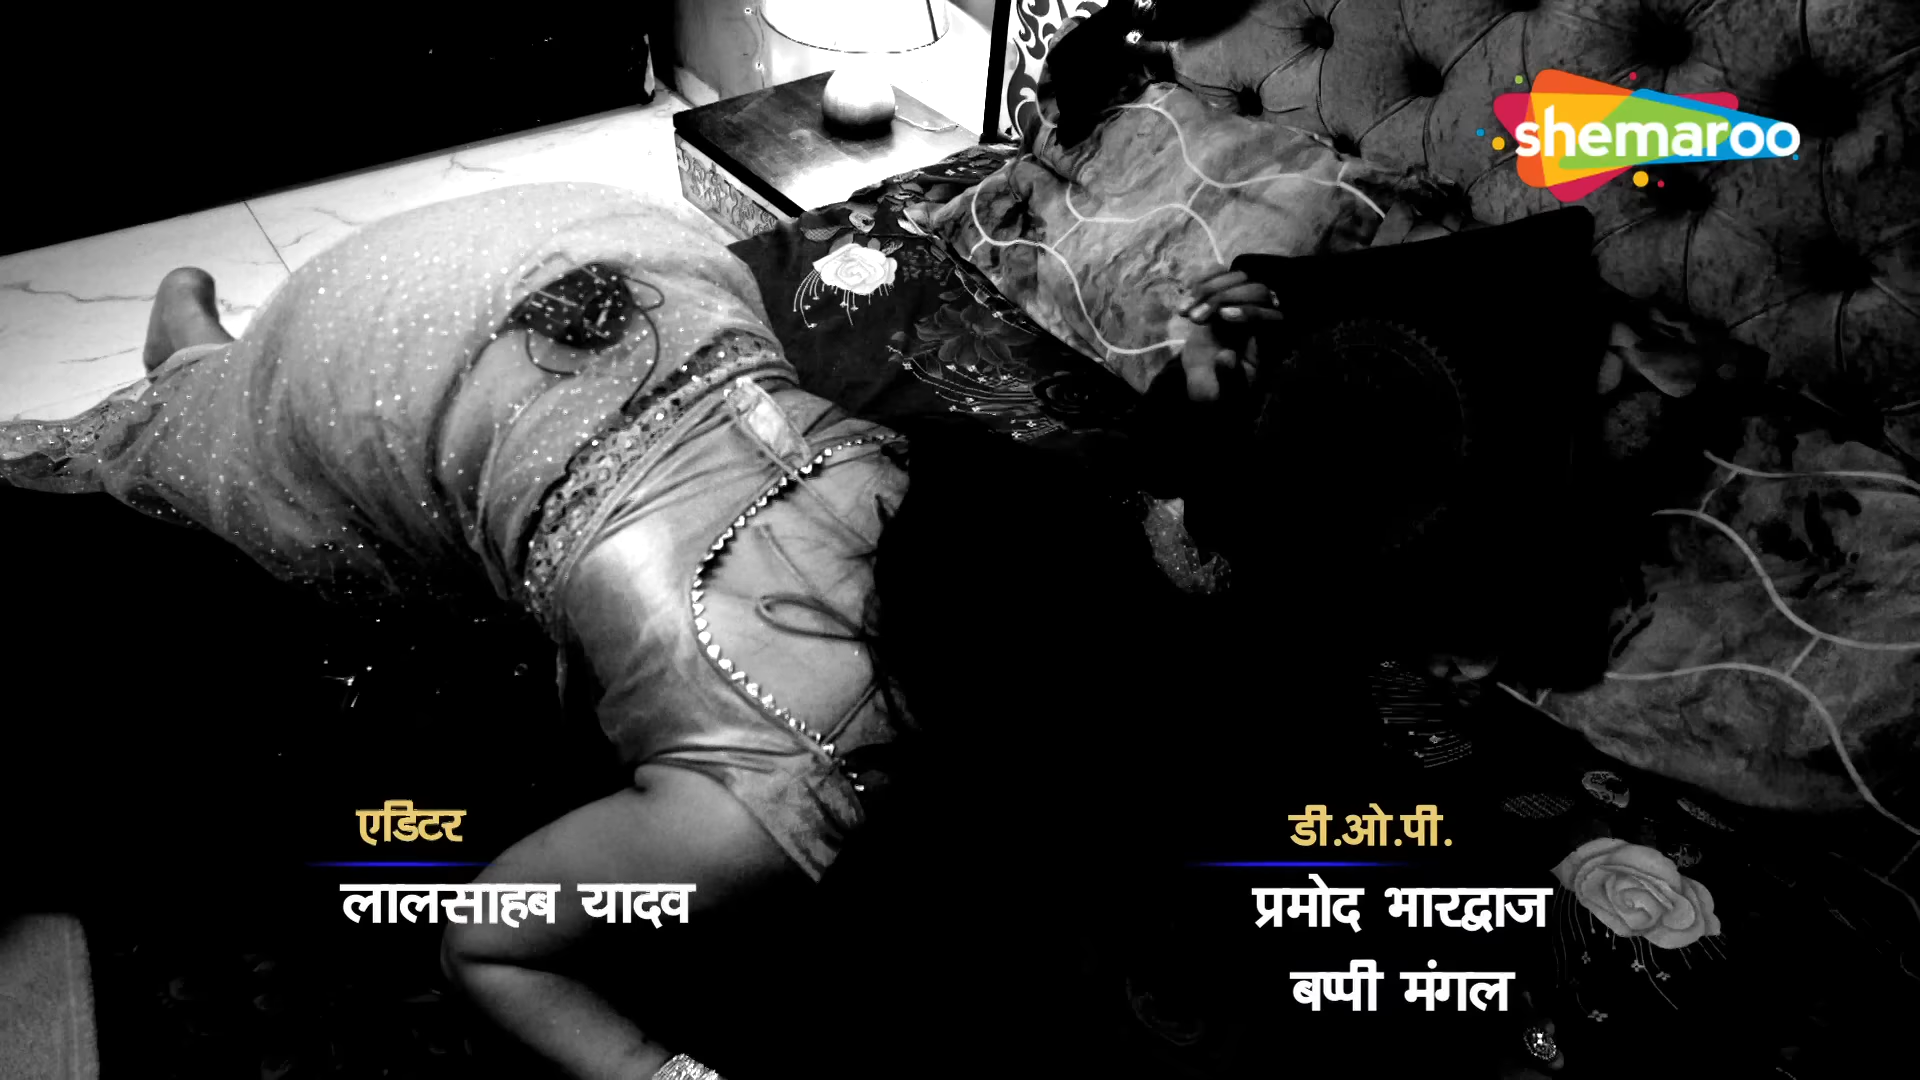 shemaroo
एडिटर
लालसाहब यादव
डी.ओ.पी.
प्रमोद भारद्वाज
बप्पी मंगल